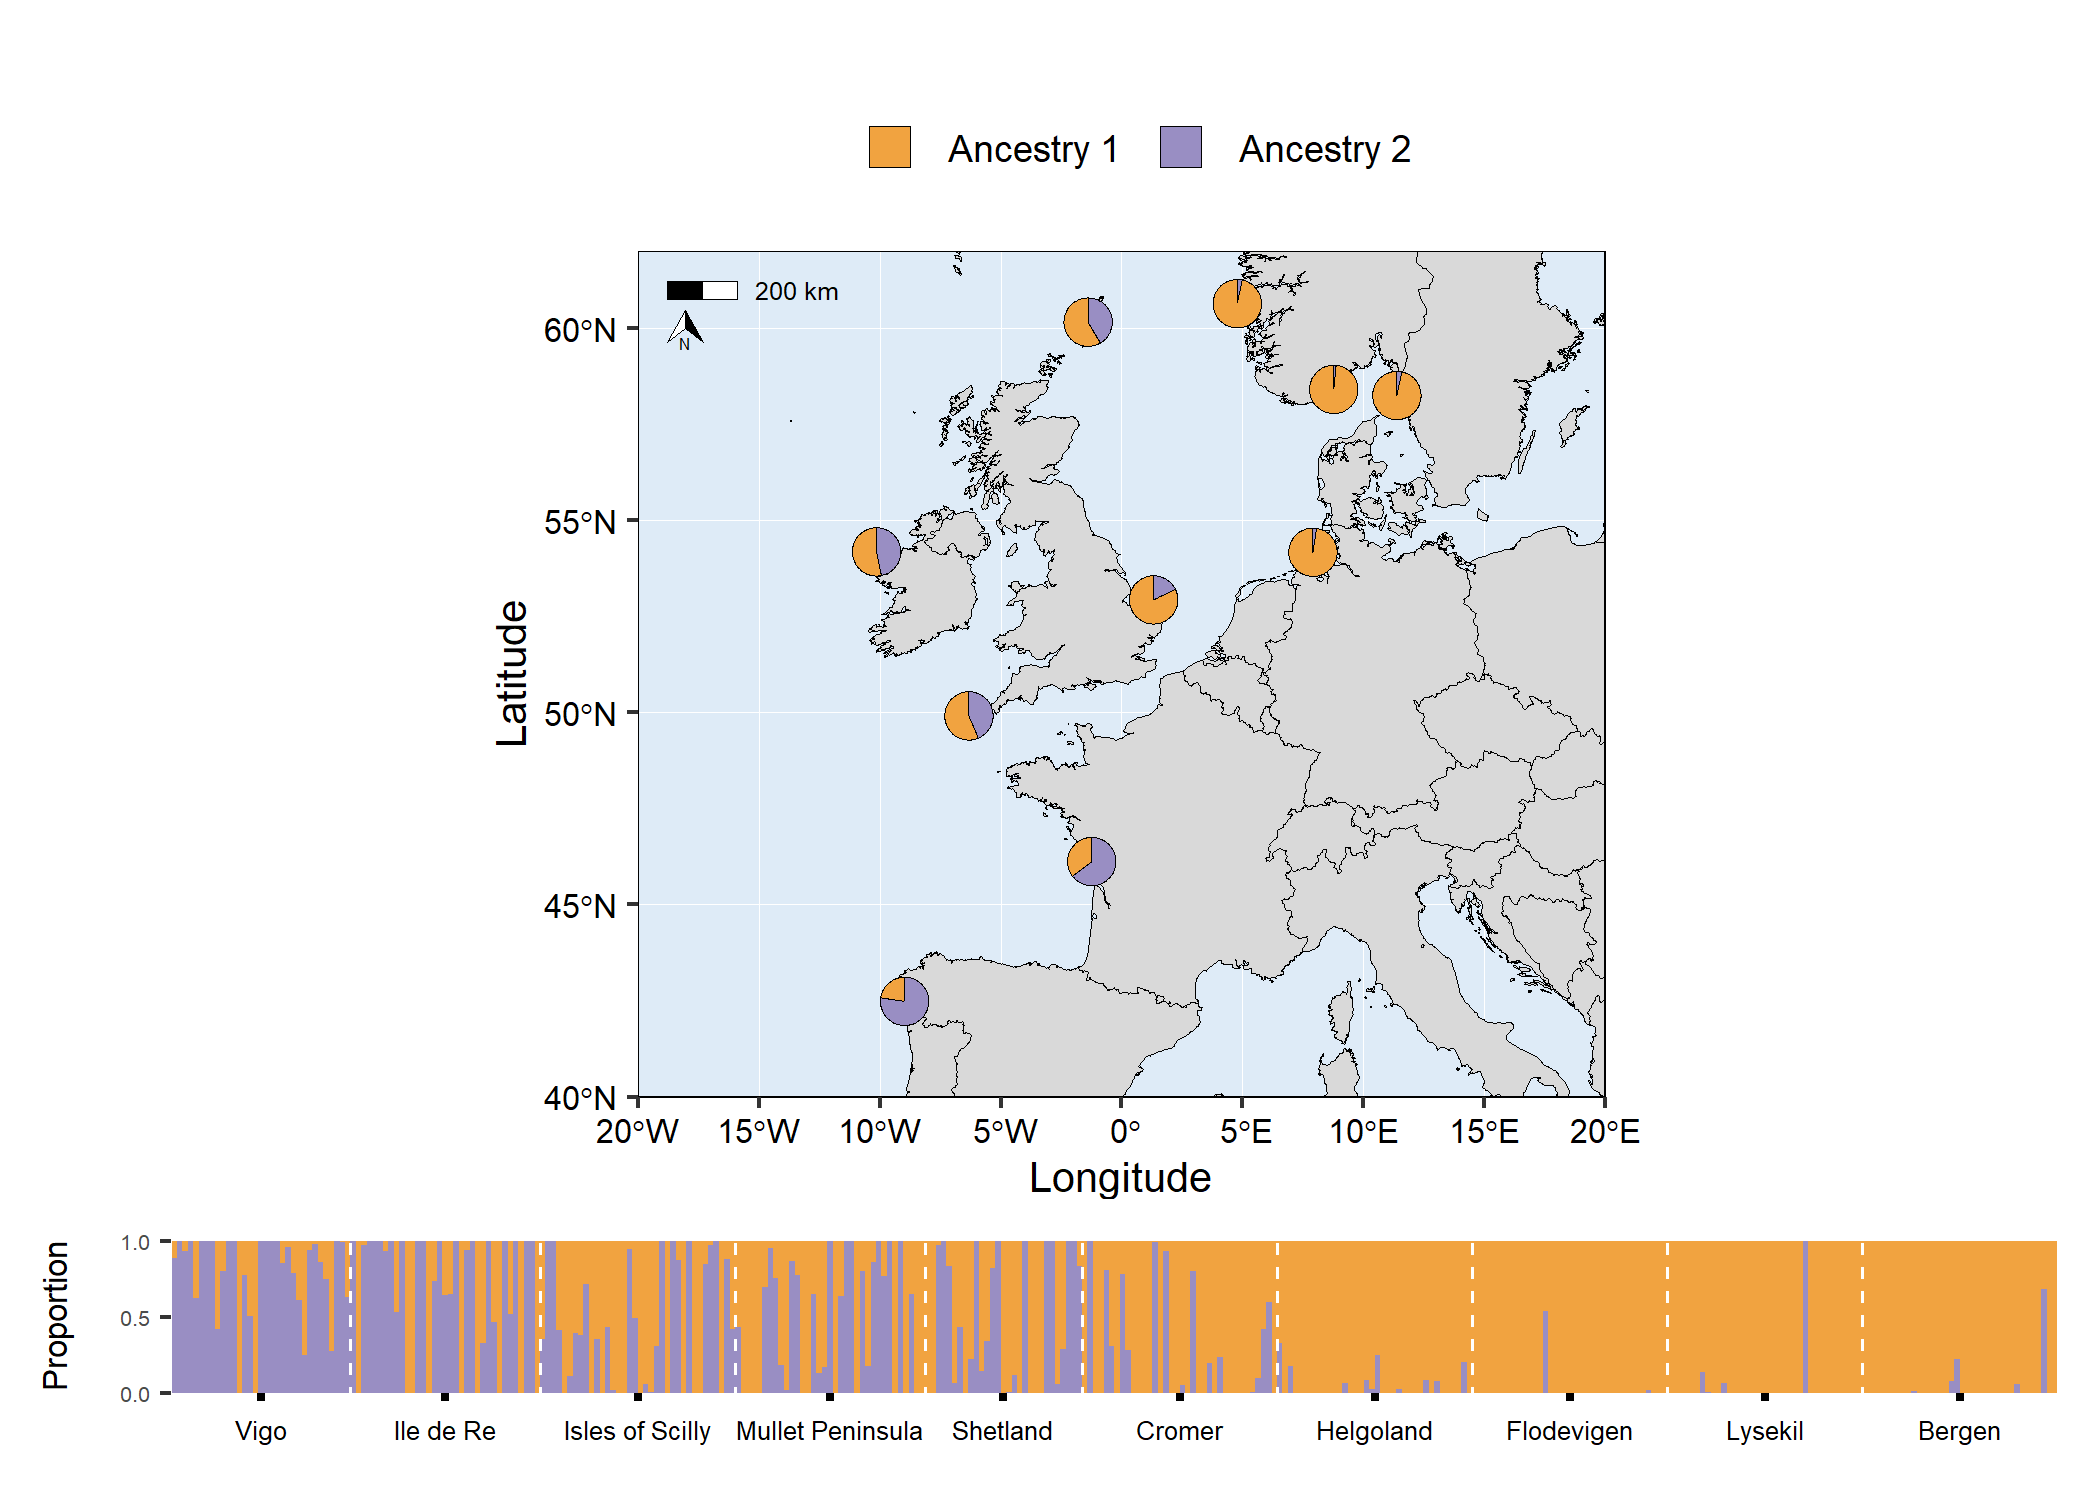 Ancestry 1 Ancestry 2
200 km
N
60°N
55°N
50°N
45°N
40°N
Latitude
20°W 15°W 10°W 5°W 0° 5°E 10°E 15°E 20°E
Longitude
Proportion
1.0
0.5
0.0
Vigo Ile de Re Isles of Scilly Mullet Peninsula Shetland Cromer Helgoland Flodevigen Lysekil Bergen